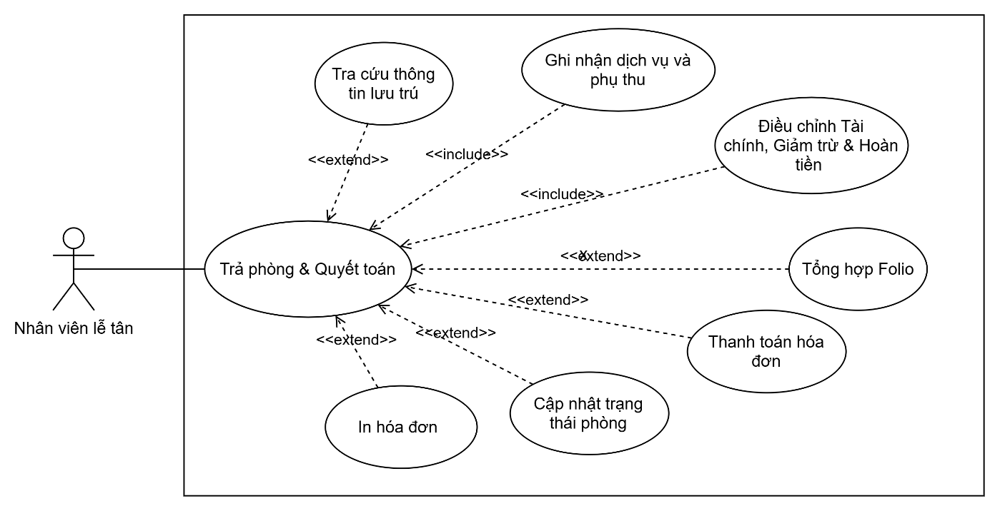 Ghi nhận dịch vụ và
phụ thu
Tra cứu thông
tin lưu trú
Điều chỉnh Tài
chính, Giảm trừ & Hoàn
tiền
<<extend>>
<<include>>
<<include>>
<<extend>>
x
Trả phòng & Quyết toán
Tổng hợp Folio
<<extend>>
Nhân viên lễ tân
<<extend>>
<<extend>>
Thanh toán hóa
đơn
Cập nhật trạng
thái phòng
In hóa đơn